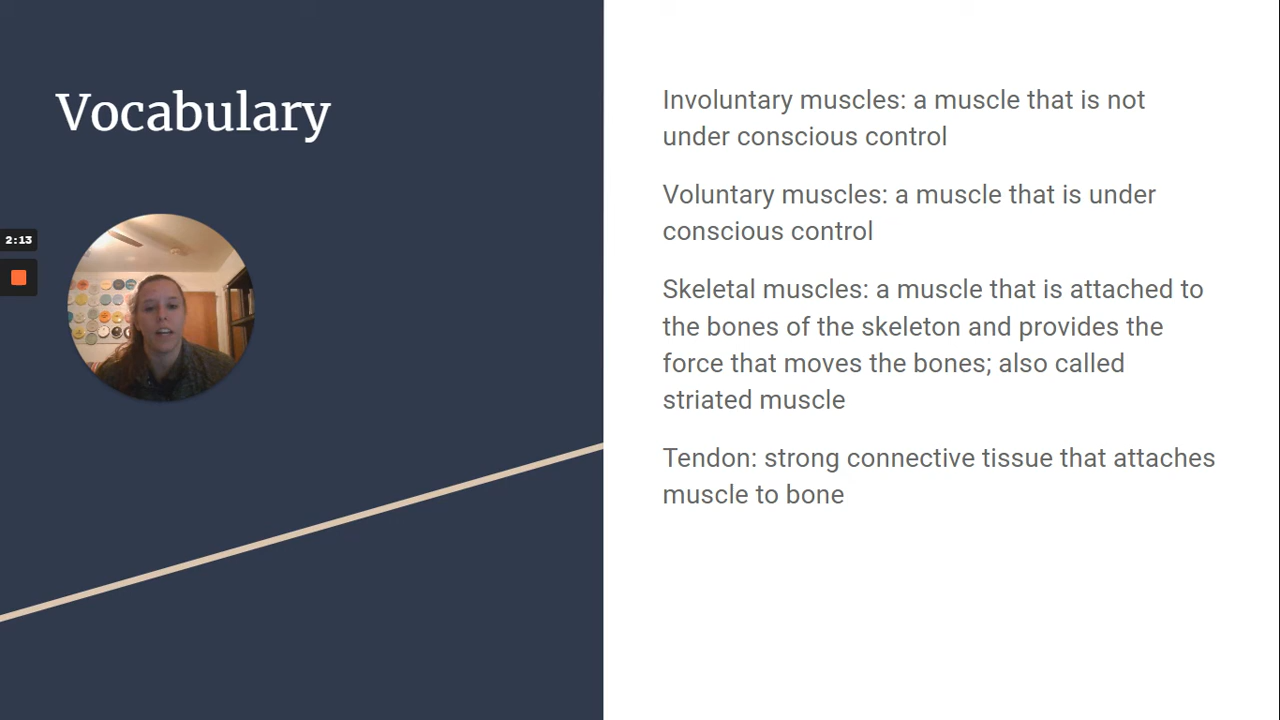 Vocabulary
2:13
Involuntary muscles: a muscle that is not
under conscious control
Voluntary muscles: a muscle that is under
conscious control
Skeletal muscles: a muscle that is attached to
the bones of the skeleton and provides the
force that moves the bones; also called
striated muscle
Tendon: strong connective tissue that attaches
muscle to bone